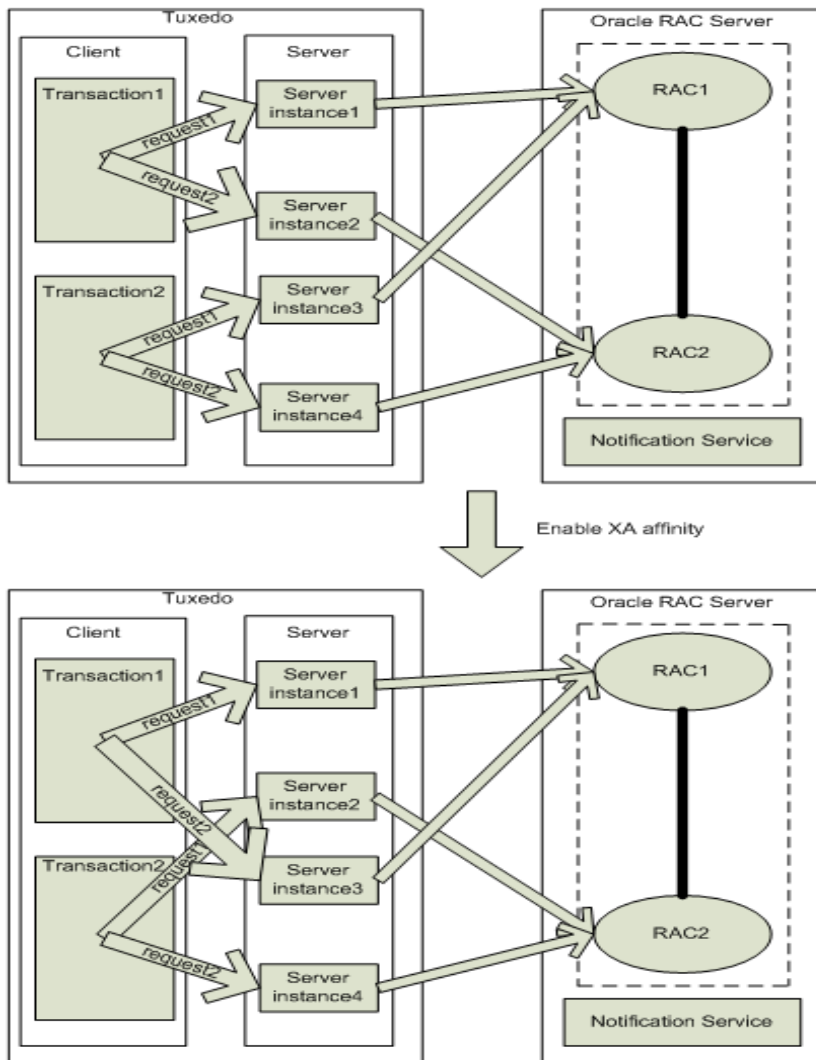 Tuxedo
Oracle RAC Server
Client
Server
Transaction1
request1
request2
Server
instance1
Server
instance2
Transaction2
request1
request2
Server
instance3
Server
instance4
RAC1
RAC2
Notification Service
Enable XA affinity
Tuxedo
Oracle RAC Server
Client
Server
Transaction1
request1
request2
Server
instance1
Server
instance2
Transaction2
request1
request2
Server
instance3
Server
instance4
RAC1
RAC2
Notification Service